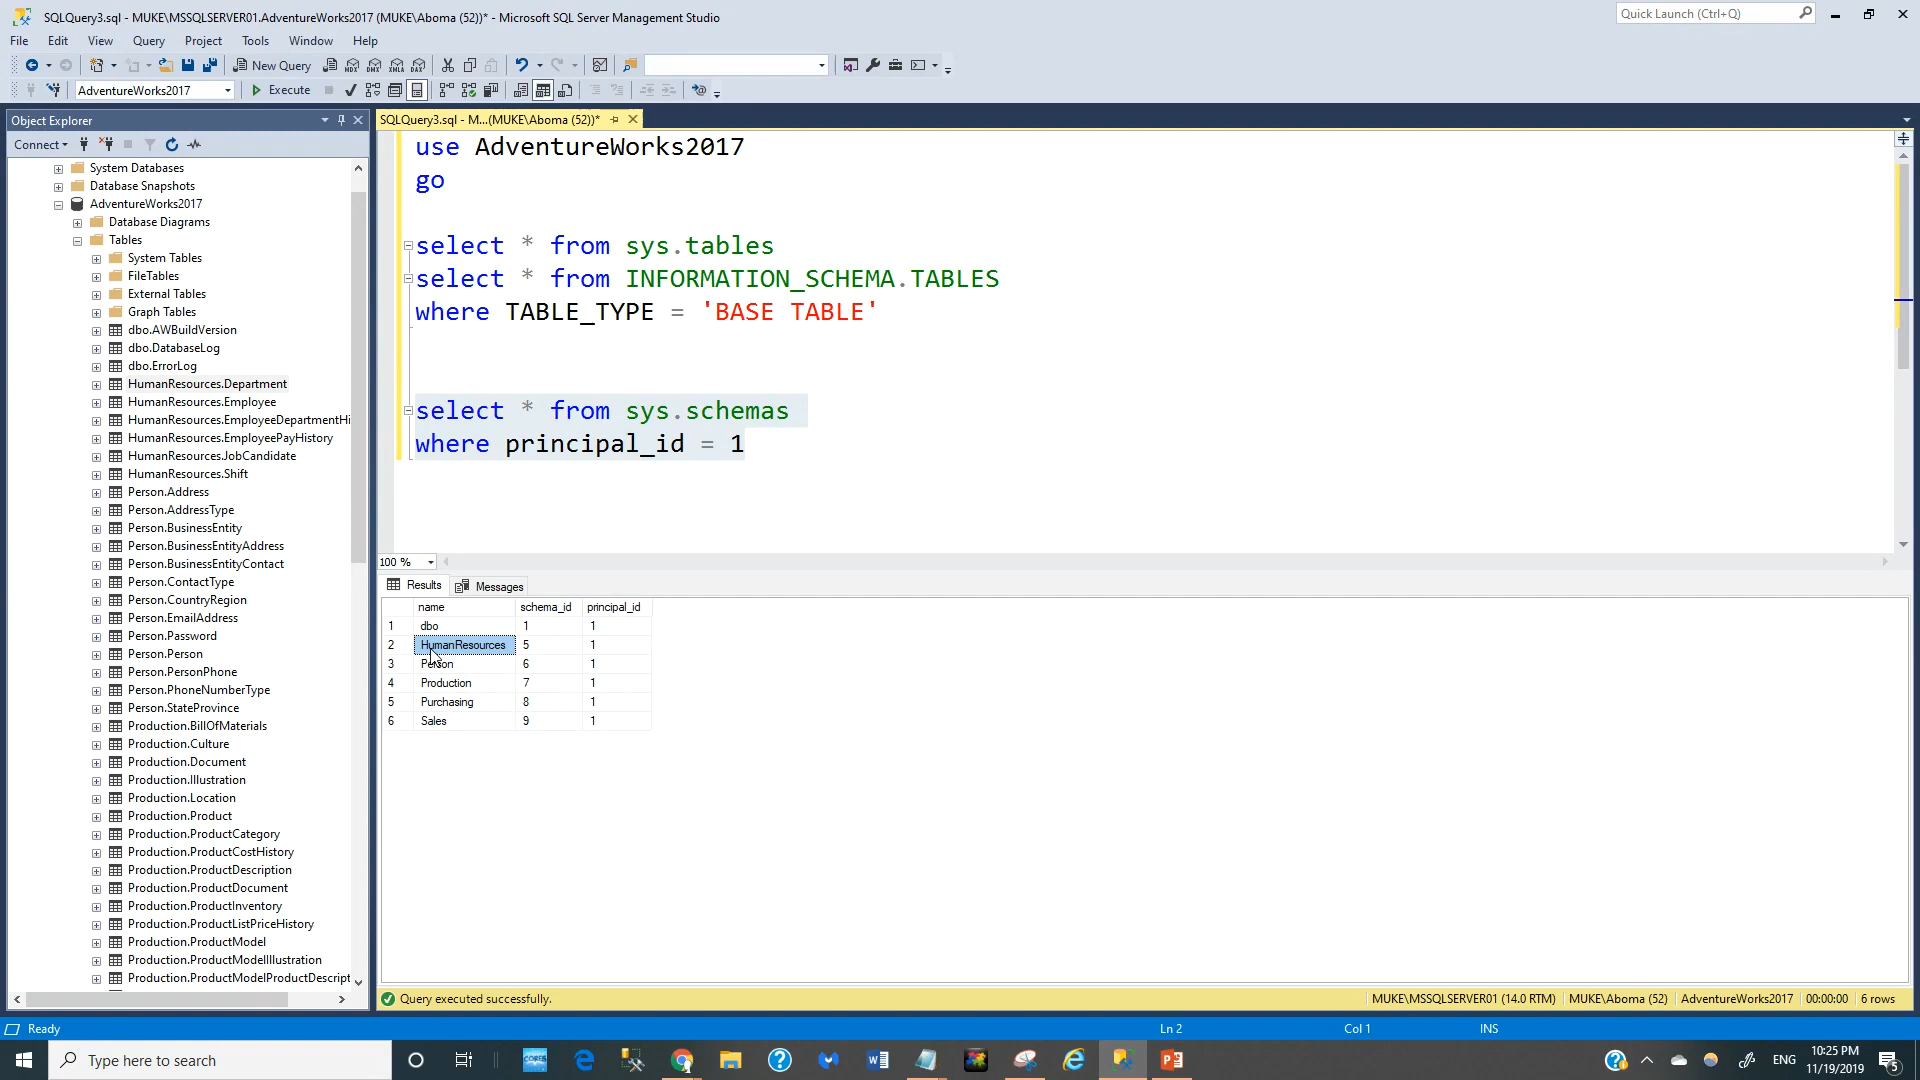 SQLQuery3.sql - MUKE\MSSQLSERVER01.AdventureWorks2017 (MUKE\Aboma (52))* - Microsoft SQL Server Management Studio
Quick Launch (Ctrl+Q)
File Edit View Query Project Tools Window Help
New Query
AdventureWorks2017
Execute
Object Explorer
Connect
System Databases
Database Snapshots
AdventureWorks2017
Database Diagrams
Tables
System Tables
FileTables
External Tables
Graph Tables
dbo.AWBuildVersion
dbo.DatabaseLog
dbo.ErrorLog
HumanResources.Department
HumanResources.Employee
HumanResources.EmployeeDepartmentHi
HumanResources.EmployeePayHistory
HumanResources.JobCandidate
HumanResources.Shift
Person.Address
Person.AddressType
Person.BusinessEntity
Person.BusinessEntityAddress
Person.BusinessEntityContact
Person.ContactType
Person.CountryRegion
Person.EmailAddress
Person.Password
Person.Person
Person.PersonPhone
Person.PhoneNumberType
Person.StateProvince
Production.BillOfMaterials
Production.Culture
Production.Document
Production.Illustration
Production.Location
Production.Product
Production.ProductCategory
Production.ProductCostHistory
Production.ProductDescription
Production.ProductDocument
Production.ProductInventory
Production.ProductListPriceHistory
Production.ProductModel
Production.ProductModelIllustration
Production.ProductModelProductDescript
SQLQuery3.sql - M...(MUKE\Aboma (52))*
use AdventureWorks2017
go
select * from sys.tables
select * from INFORMATION_SCHEMA.TABLES
where TABLE_TYPE = 'BASE TABLE'
select * from sys.schemas
where principal_id = 1
100 %
Results Messages
name schema_id principal_id
1 dbo 1 1
2 HumanResources 5 1
3 Person 6 1
4 Production 7 1
5 Purchasing 8 1
6 Sales 9 1
Query executed successfully.
MUKE\MSSQLSERVER01 (14.0 RTM) MUKE\Aboma (52) AdventureWorks2017 00:00:00 6 rows
Ready
Ln 2 Col 1 INS
Type here to search
ENG
10:25 PM
11/19/2019
5